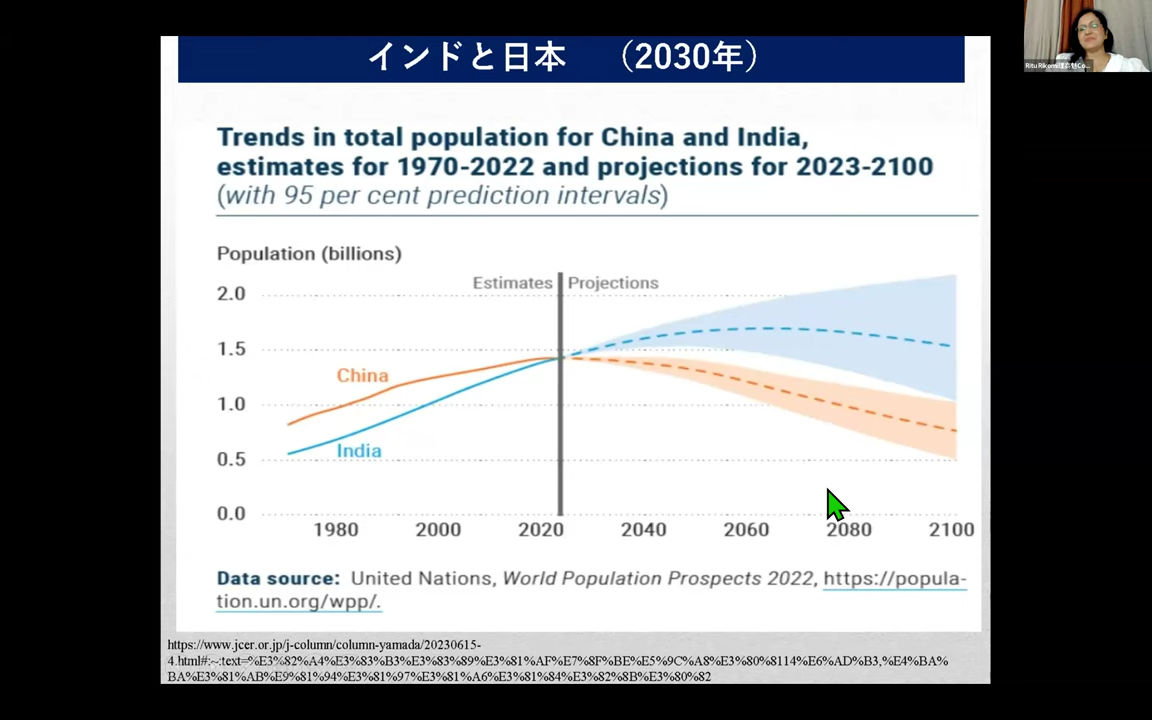 インドと日本 （2030年）
Ritu Rikomi
Trends in total population for China and India,
estimates for 1970-2022 and projections for 2023-2100
(with 95 per cent prediction intervals)
Population (billions)
Estimates Projections
2.0
1.5
China
1.0
India
0.5
0.0
1980 2000 2020 2040 2060 2080 2100
Data source: United Nations, World Population Prospects 2022, https://popula-
tion.un.org/wpp/.
https://www.jcer.or.jp/j-column/column-yamada/20230615-
4.html#:~:text=%E3%82%A4%E3%83%B3%E3%83%89%E3%81%AF%E7%8F%BE%E5%9C%A8%E3%80%8114%E6%AD%B3,%E4%BA%
BA%E3%81%AB%E9%81%94%E3%81%97%E3%81%A6%E3%81%84%E3%82%8B%E3%80%82